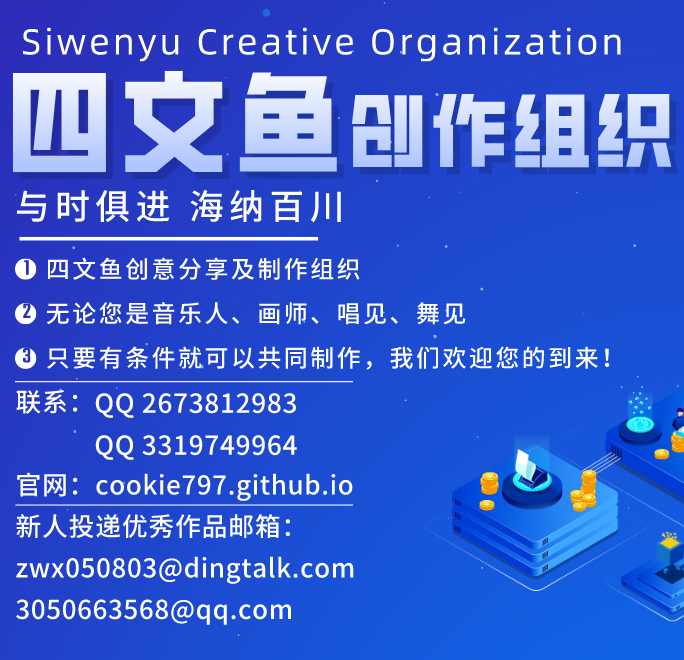 Siwenyu Creative Organization
四文鱼创作组织
与时俱进 海纳百川
1 四文鱼创意分享及制作组织
2 无论您是音乐人、画师、唱见、舞见
3 只要有条件就可以共同制作，我们欢迎您的到来！
联系：QQ 2673812983
QQ 3319749964
官网：cookie797.github.io
新人投递优秀作品邮箱：
zwx050803@dingtalk.com
3050663568@qq.com